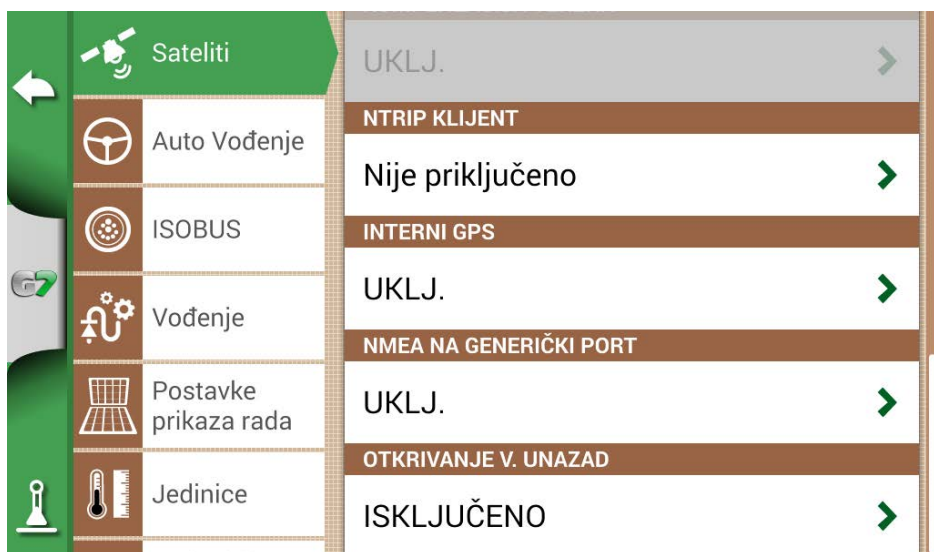 Sateliti
Auto Vođenje
ISOBUS
Vođenje
Postavke
prikaza rada
Jedinice
G7
UKLJ.
NTRIP KLIJENT
Nije priključeno
INTERNI GPS
UKLJ.
NMEA NA GENERIČKI PORT
UKLJ.
OTKRIVANJE V. UNAZAD
ISKLJUČENO